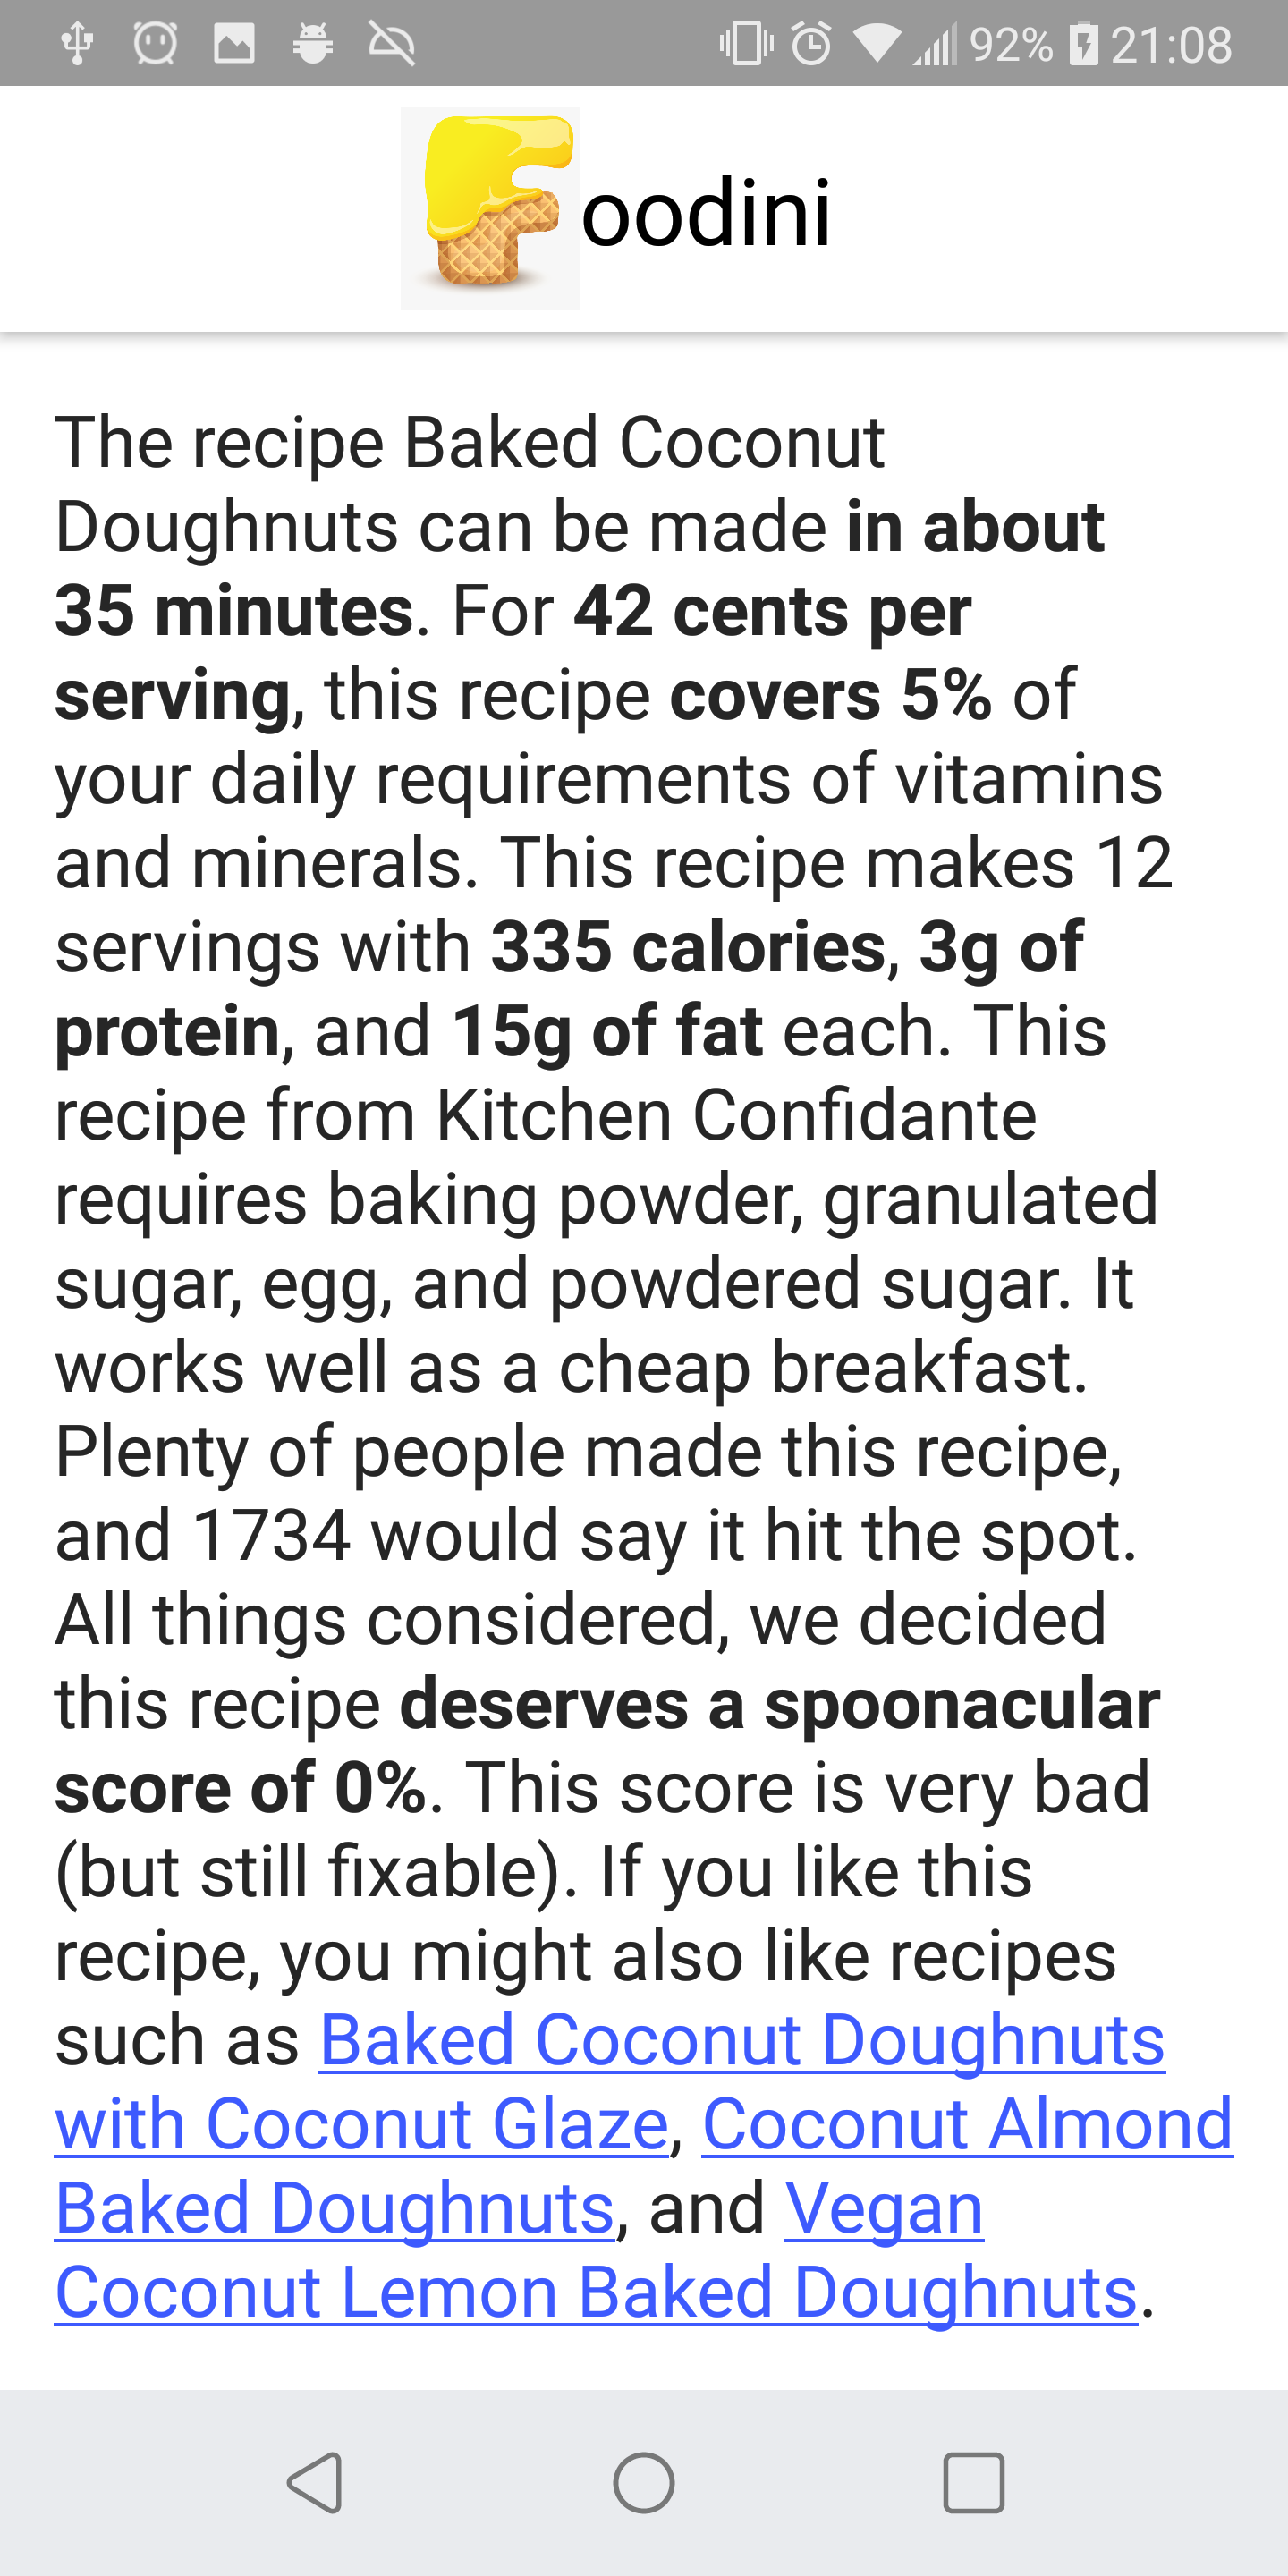 92% 21:08
Foodini
The recipe Baked Coconut
Doughnuts can be made in about
35 minutes. For 42 cents per
serving, this recipe covers 5% of
your daily requirements of vitamins
and minerals. This recipe makes 12
servings with 335 calories, 3g of
protein, and 15g of fat each. This
recipe from Kitchen Confidante
requires baking powder, granulated
sugar, egg, and powdered sugar. It
works well as a cheap breakfast.
Plenty of people made this recipe,
and 1734 would say it hit the spot.
All things considered, we decided
this recipe deserves a spoonacular
score of 0%. This score is very bad
(but still fixable). If you like this
recipe, you might also like recipes
such as Baked Coconut Doughnuts
with Coconut Glaze, Coconut Almond
Baked Doughnuts, and Vegan
Coconut Lemon Baked Doughnuts.